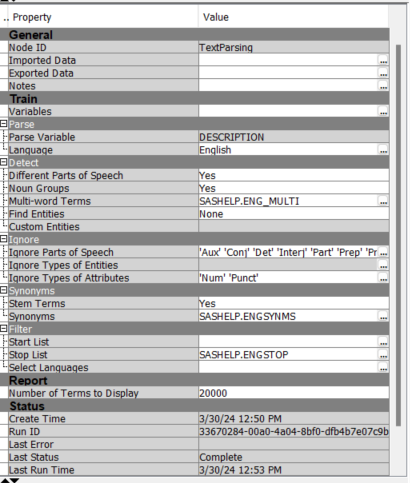 .. Property Value
General
Node ID TextParsing
Imported Data ...
Exported Data ...
Notes ...
Train
Variables ...
Parse
Parse Variable DESCRIPTION
Language English ...
Detect
Different Parts of Speech Yes
Noun Groups Yes
Multi-word Terms SASHELP.ENG_MULTI ...
Find Entities None
Custom Entities
Ignore
Ignore Parts of Speech 'Aux' 'Conj' 'Det' 'Interj' 'Part' 'Prep' 'Pr ...
Ignore Types of Entities ...
Ignore Types of Attributes 'Num' 'Punct' ...
Synonyms
Stem Terms Yes
Synonyms SASHELP.ENGSYNMS ...
Filter
Start List ...
Stop List SASHELP.ENGSTOP ...
Select Languages ...
Report
Number of Terms to Display 20000
Status
Create Time 3/30/24 12:50 PM
Run ID 33670284-00a0-4a04-8bf0-dfb4b7e07c9b
Last Error
Last Status Complete
Last Run Time 3/30/24 12:53 PM